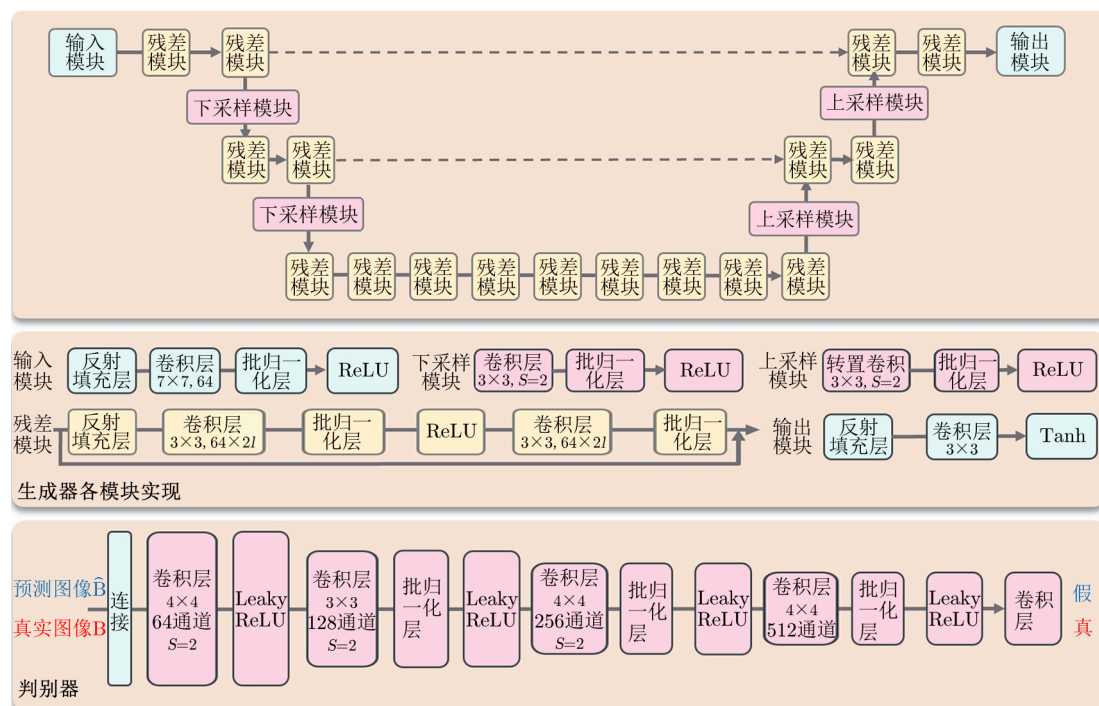 输入
模块
残差
模块
残差
模块
残差
模块
残差
模块
输出
模块
下采样模块
上采样模块
残差
模块
残差
模块
残差
模块
残差
模块
下采样模块
上采样模块
残差
模块
残差
模块
残差
模块
残差
模块
残差
模块
残差
模块
残差
模块
残差
模块
残差
模块
输入
模块
反射
填充层
卷积层
7×7, 64
批归一
化层
ReLU
下采样
模块
卷积层
3×3, S=2
批归一
化层
ReLU
上采样
模块
转置卷积
3×3, S=2
批归一
化层
ReLU
残差
模块
反射
填充层
卷积层
3×3, 64×2l
批归一
化层
ReLU
卷积层
3×3, 64×2l
批归一
化层
输出
模块
反射
填充层
卷积层
3×3
Tanh
生成器各模块实现
预测图像B̂
真实图像B
连
接
卷积层
4×4
64通道
S=2
Leaky
ReLU
卷积层
3×3
128通道
S=2
批归
一化
层
Leaky
ReLU
卷积层
4×4
256通道
S=2
批归
一化
层
Leaky
ReLU
卷积层
4×4
512通道
批归
一化
层
Leaky
ReLU
卷积
层
假
真
判别器